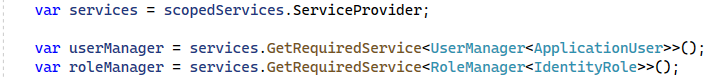 var services = scopedServices.ServiceProvider;
var userManager = services.GetRequiredService<UserManager<ApplicationUser>>();
var roleManager = services.GetRequiredService<RoleManager<IdentityRole>>();